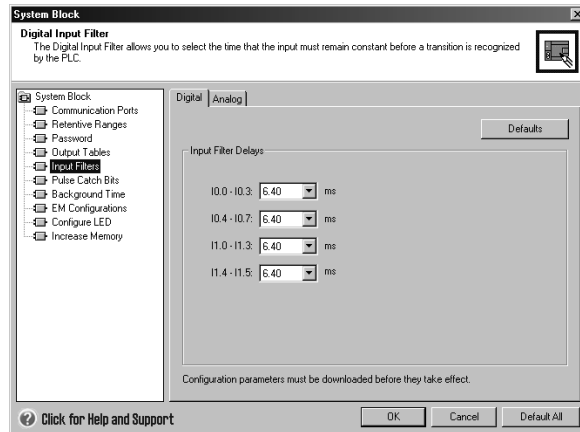 System Block
Digital Input Filter
The Digital Input Filter allows you to select the time that the input must remain constant before a transition is recognized
by the PLC.
System Block
Communication Ports
Retentive Ranges
Password
Output Tables
Input Filters
Pulse Catch Bits
Background Time
EM Configurations
Configure LED
Increase Memory
Digital
Analog
Defaults
Input Filter Delays
I0.0 - I0.3: 6.40 ms
I0.4 - I0.7: 6.40 ms
I1.0 - I1.3: 6.40 ms
I1.4 - I1.5: 6.40 ms
Configuration parameters must be downloaded before they take effect.
Click for Help and Support
OK
Cancel
Default All